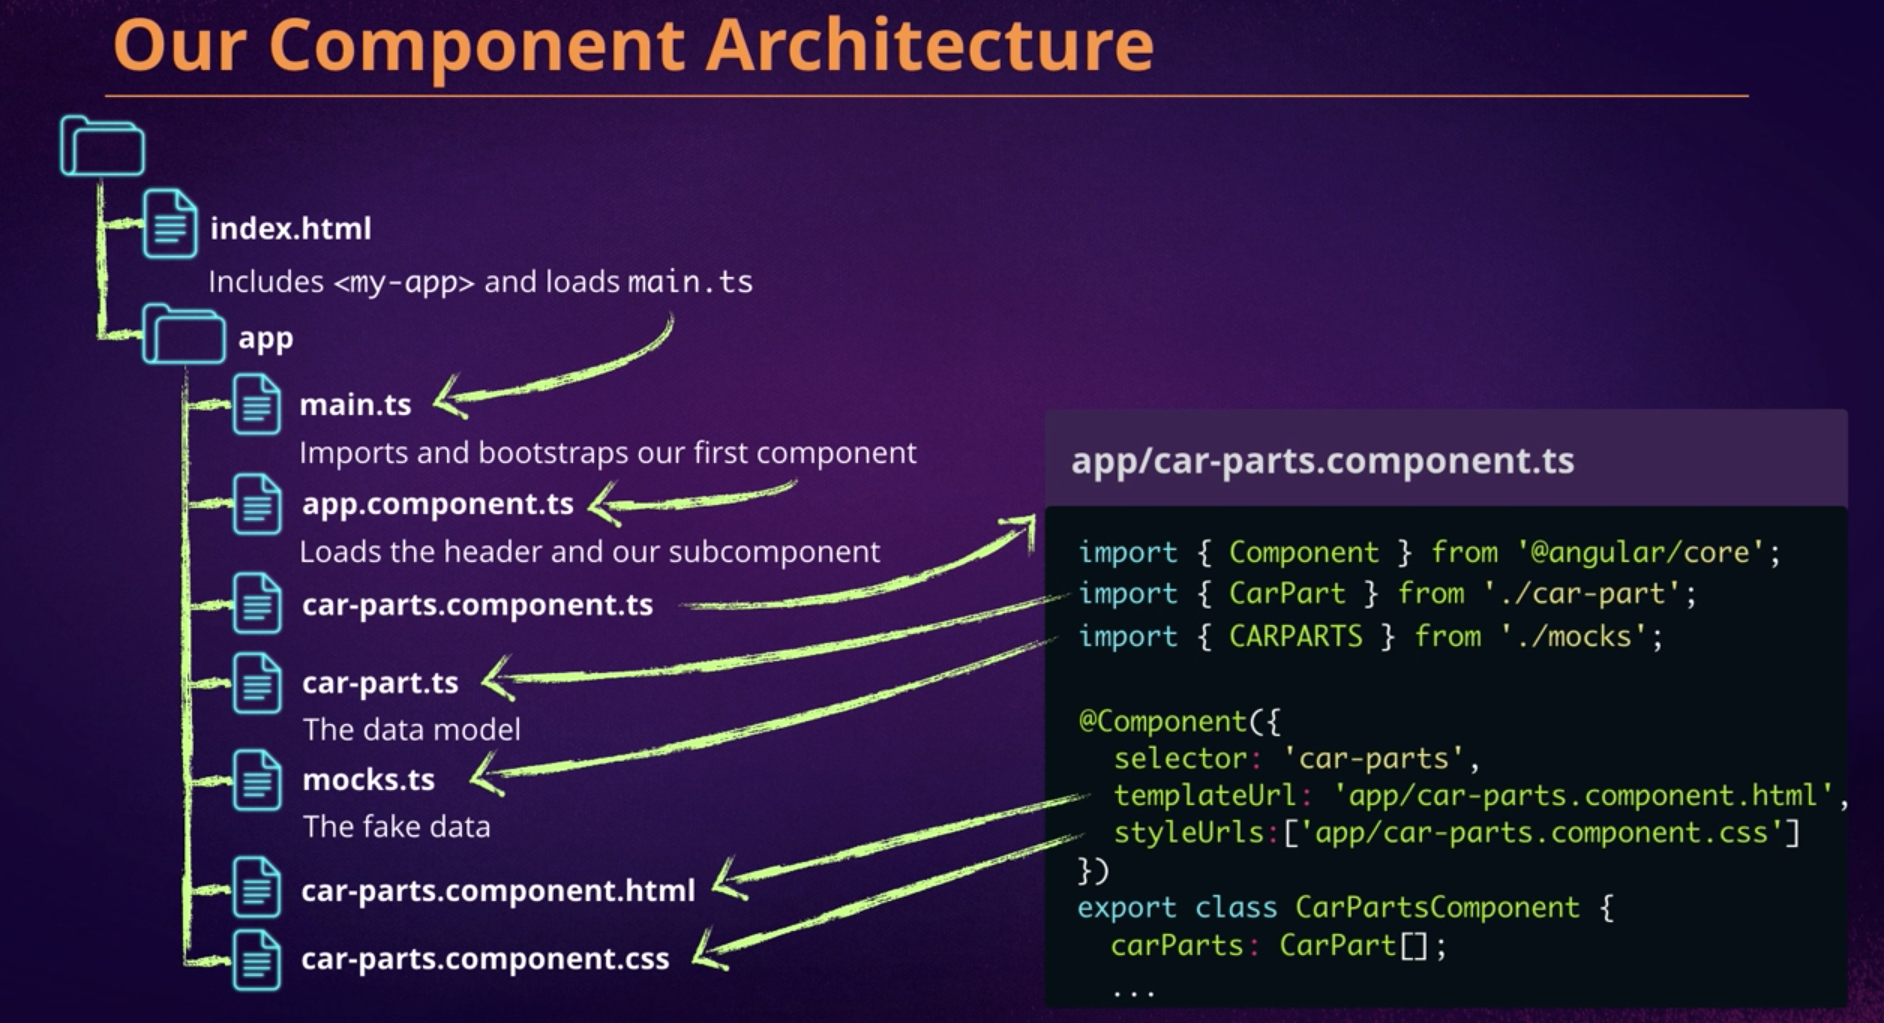 Our Component Architecture
index.html
Includes <my-app> and loads main.ts
app
main.ts
Imports and bootstraps our first component
app.component.ts
Loads the header and our subcomponent
car-parts.component.ts
car-part.ts
The data model
mocks.ts
The fake data
car-parts.component.html
car-parts.component.css
app/car-parts.component.ts
import { Component } from '@angular/core';
import { CarPart } from './car-part';
import { CARPARTS } from './mocks';
@Component({
  selector: 'car-parts',
  templateUrl: 'app/car-parts.component.html',
  styleUrls:['app/car-parts.component.css']
})
export class CarPartsComponent {
  carParts: CarPart[];
  ...